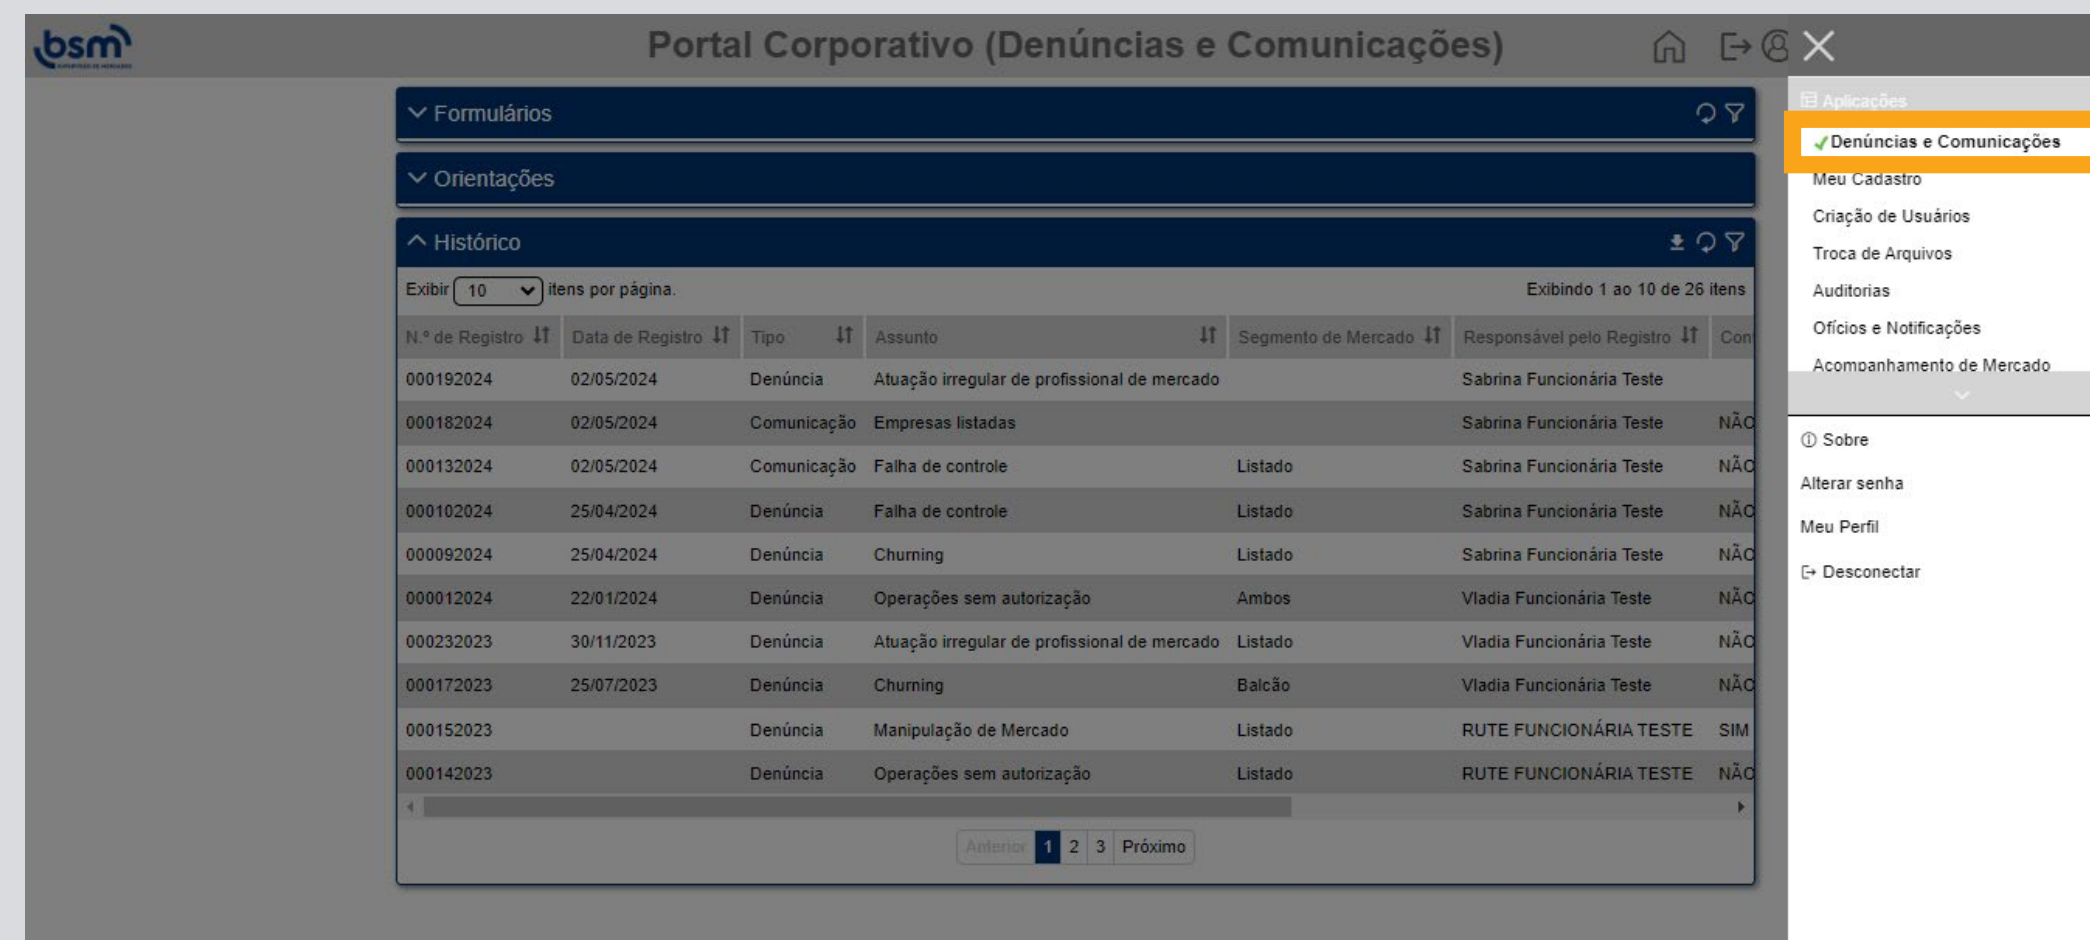 bsm
Portal Corporativo (Denúncias e Comunicações)
Formulários
Orientações
Histórico
Exibir 10 itens por página.
Exibindo 1 ao 10 de 26 itens
N.º de Registro Data de Registro Tipo Assunto Segmento de Mercado Responsável pelo Registro Con
000192024 02/05/2024 Denúncia Atuação irregular de profissional de mercado Sabrina Funcionária Teste
000182024 02/05/2024 Comunicação Empresas listadas Sabrina Funcionária Teste NÃO
000132024 02/05/2024 Comunicação Falha de controle Listado Sabrina Funcionária Teste NÃO
000102024 25/04/2024 Denúncia Falha de controle Listado Sabrina Funcionária Teste NÃO
000092024 25/04/2024 Denúncia Churning Listado Sabrina Funcionária Teste NÃO
000012024 22/01/2024 Denúncia Operações sem autorização Ambos Vladia Funcionária Teste NÃO
000232023 30/11/2023 Denúncia Atuação irregular de profissional de mercado Listado Vladia Funcionária Teste NÃO
000172023 25/07/2023 Denúncia Churning Balcão Vladia Funcionária Teste NÃO
000152023 Denúncia Manipulação de Mercado Listado RUTE FUNCIONÁRIA TESTE SIM
000142023 Denúncia Operações sem autorização Listado RUTE FUNCIONÁRIA TESTE NÃO
Anterior 1 2 3 Próximo
Aplicações
Denúncias e Comunicações
Meu Cadastro
Criação de Usuários
Troca de Arquivos
Auditorias
Ofícios e Notificações
Acompanhamento de Mercado
Sobre
Alterar senha
Meu Perfil
Desconectar